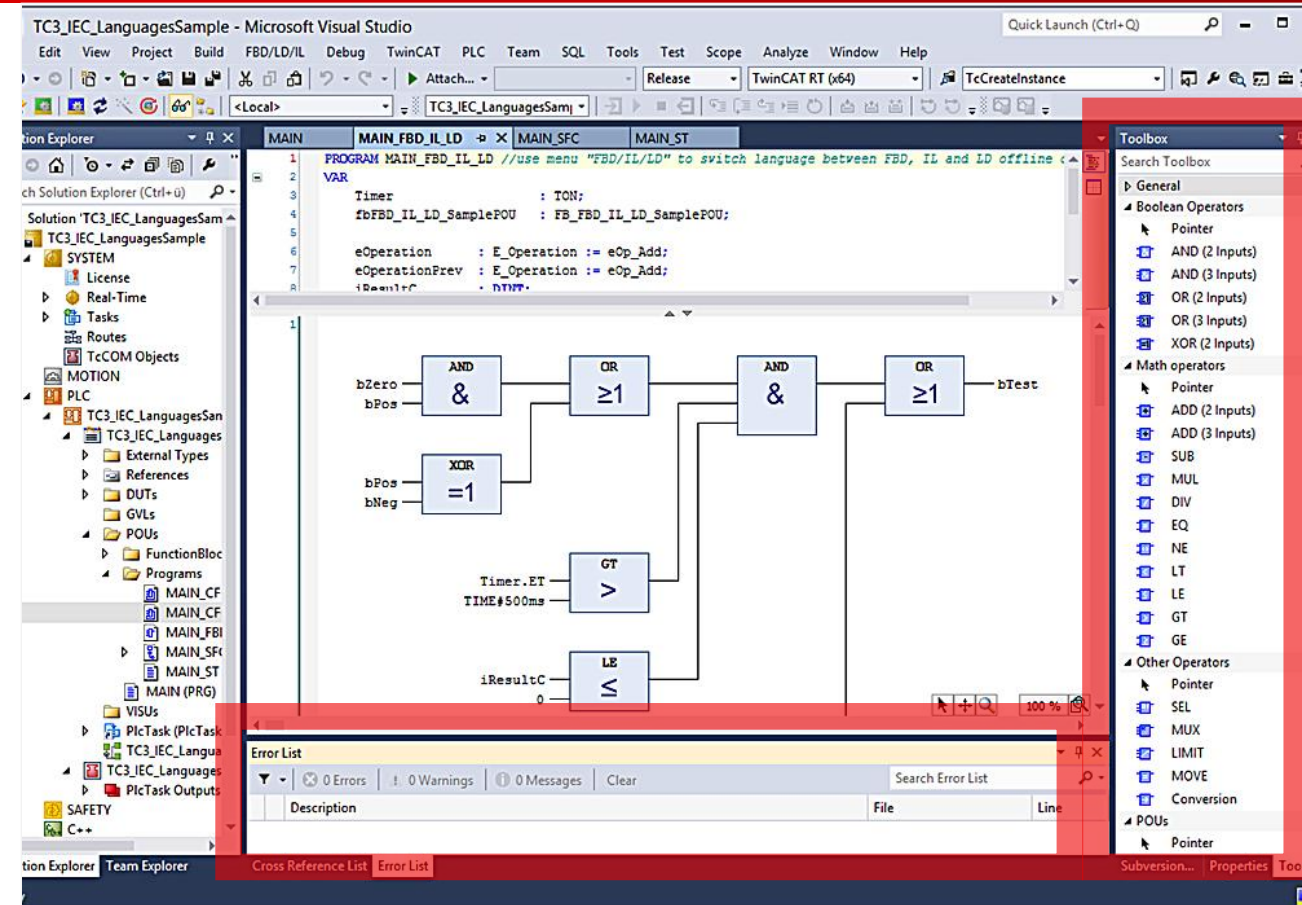 TC3_IEC_LanguagesSample - Microsoft Visual Studio
Quick Launch (Ctrl+Q)
Edit View Project Build FBD/LD/IL Debug TwinCAT PLC Team SQL Tools Test Scope Analyze Window Help
Attach... Release TwinCAT RT (x64) TcCreateInstance
<Local> TC3_IEC_LanguagesSamp
tion Explorer
ch Solution Explorer (Ctrl+ü)
Solution 'TC3_IEC_LanguagesSam
TC3_IEC_LanguagesSample
SYSTEM
License
Real-Time
Tasks
Routes
TcCOM Objects
MOTION
PLC
TC3_IEC_LanguagesSan
TC3_IEC_Languages
External Types
References
DUTs
GVLs
POUs
FunctionBloc
Programs
MAIN_CF
MAIN_CF
MAIN_FBI
MAIN_SF
MAIN_ST
MAIN (PRG)
VISUs
PlcTask (PlcTask
TC3_IEC_Langua
TC3_IEC_Languages
PlcTask Outputs
SAFETY
C++
tion Explorer Team Explorer
MAIN MAIN_FBD_IL_LD MAIN_SFC MAIN_ST
1 PROGRAM MAIN_FBD_IL_LD //use menu "FBD/IL/LD" to switch language between FBD, IL and LD offline
2 VAR
3 Timer : TON;
4 fbFBD_IL_LD_SamplePOU : FB_FBD_IL_LD_SamplePOU;
5
6 eOperation : E_Operation := eOp_Add;
7 eOperationPrev : E_Operation := eOp_Add;
8 iResultC : DINT;
1
AND OR AND OR
bZero & ≥1 & ≥1 bTest
bPos
XOR
bPos =1
bNeg
GT
Timer.ET >
TIME#500ms
LE
iResultC ≤
0
100 %
Error List
0 Errors 0 Warnings 0 Messages Clear Search Error List
Description File Line
Cross Reference List Error List
Toolbox
Search Toolbox
General
Boolean Operators
Pointer
AND (2 Inputs)
AND (3 Inputs)
OR (2 Inputs)
OR (3 Inputs)
XOR (2 Inputs)
Math operators
Pointer
ADD (2 Inputs)
ADD (3 Inputs)
SUB
MUL
DIV
EQ
NE
LT
LE
GT
GE
Other Operators
Pointer
SEL
MUX
LIMIT
MOVE
Conversion
POUs
Pointer
Subversion... Properties Too